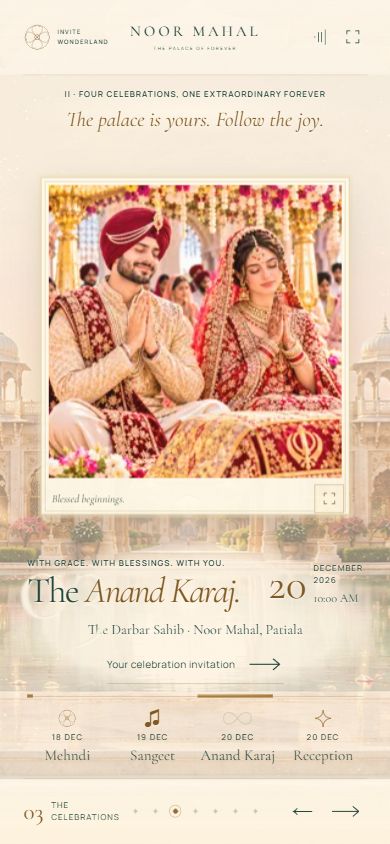 INVITE
WONDERLAND
NOOR MAHAL
THE PALACE OF FOREVER
II · FOUR CELEBRATIONS, ONE EXTRAORDINARY FOREVER
The palace is yours. Follow the joy.
Blessed beginnings.
WITH GRACE. WITH BLESSINGS. WITH YOU.
The Anand Karaj.
20
DECEMBER
2026
10:00 AM
The Darbar Sahib · Noor Mahal, Patiala
Your celebration invitation
18 DEC
Mehndi
19 DEC
Sangeet
20 DEC
Anand Karaj
20 DEC
Reception
03
THE
CELEBRATIONS